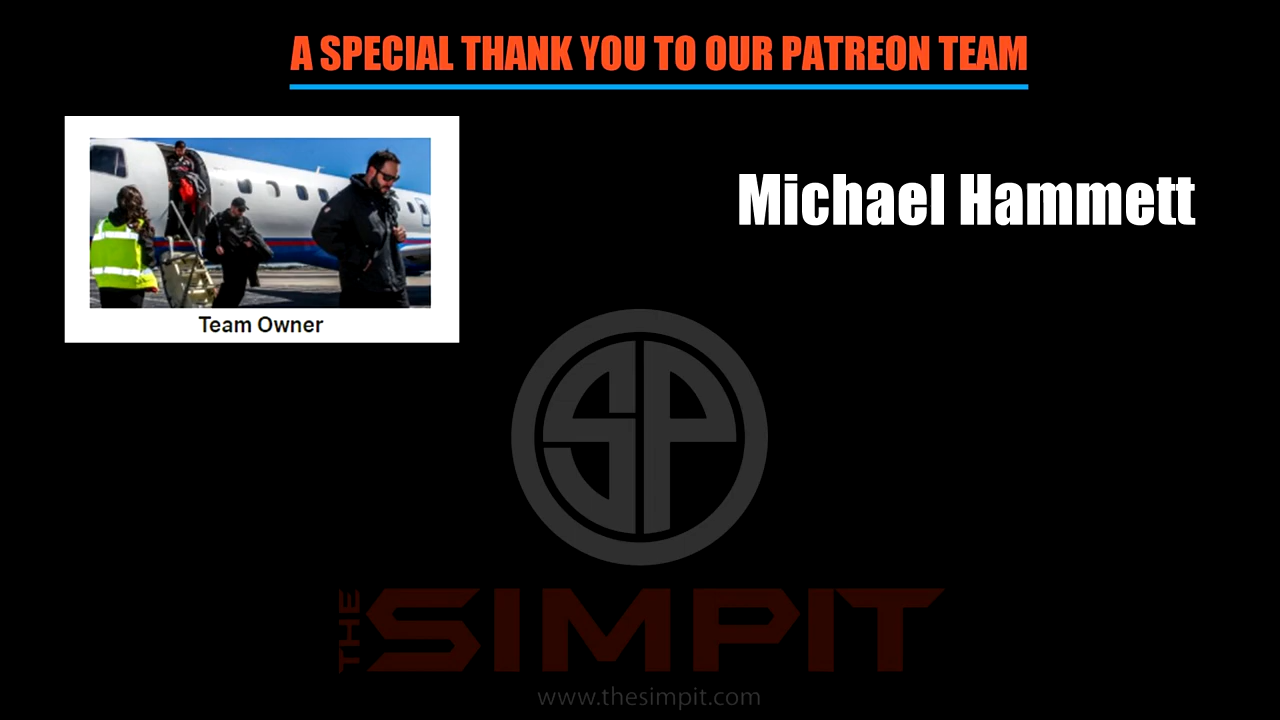 A SPECIAL THANK YOU TO OUR PATREON TEAM
Michael Hammett
Team Owner
SP
THE SIMPIT
www.thesimpit.com